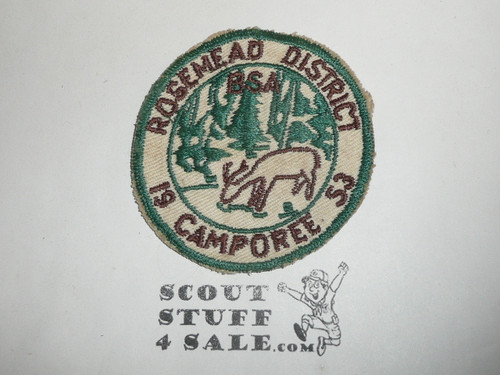 ROSEMEAD DISTRICT
BSA
19 CAMPOREE 53
SCOUT
STUFF
4 SALE.COM